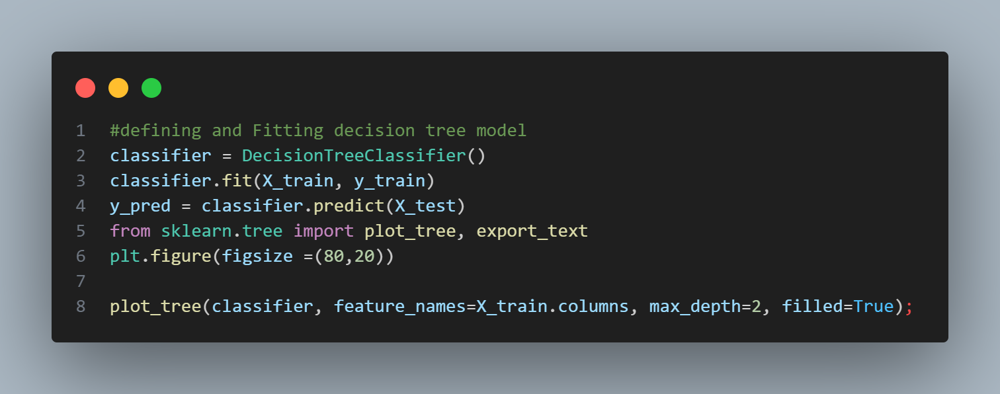 1 #defining and Fitting decision tree model
2 classifier = DecisionTreeClassifier()
3 classifier.fit(X_train, y_train)
4 y_pred = classifier.predict(X_test)
5 from sklearn.tree import plot_tree, export_text
6 plt.figure(figsize =(80,20))
7
8 plot_tree(classifier, feature_names=X_train.columns, max_depth=2, filled=True);